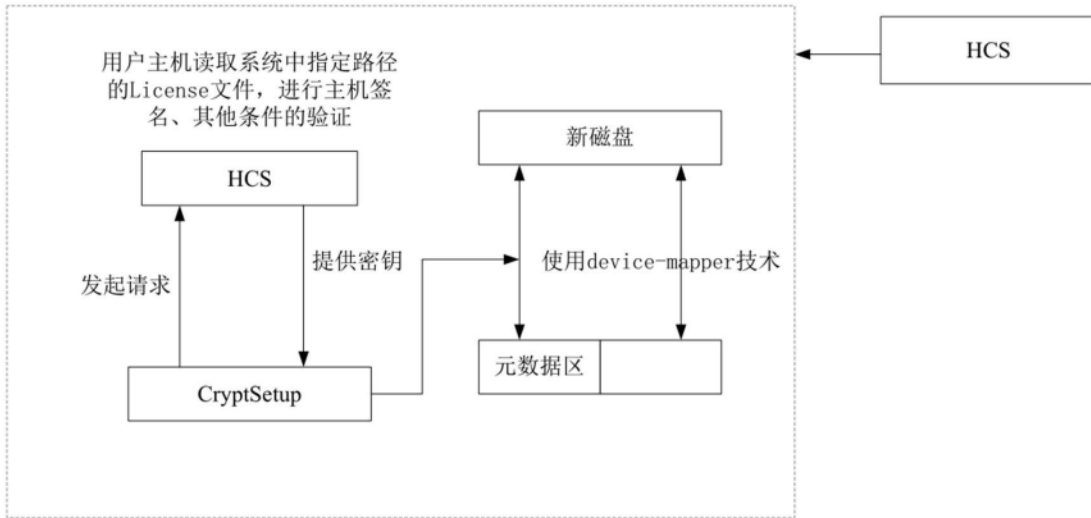 HCS
用户主机读取系统中指定路径
的License文件，进行主机签
名、其他条件的验证
新磁盘
HCS
提供密钥
使用device-mapper技术
发起请求
元数据区
CryptSetup